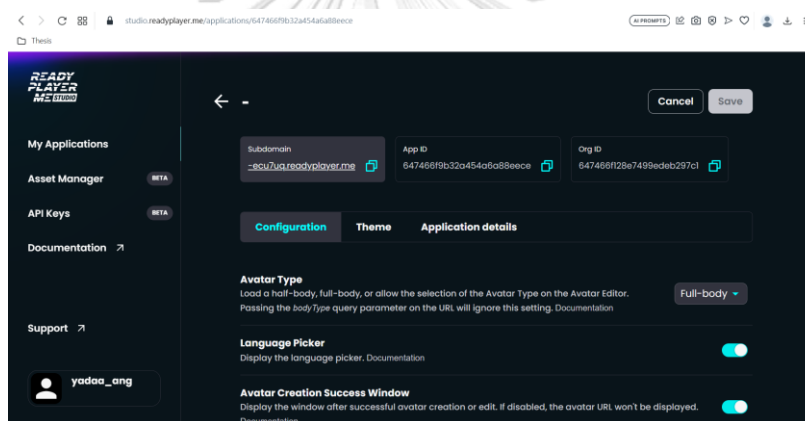 studio.readyplayer.me/applications/647466f9b32a454a6a88eece
AI PROMPTS
Thesis
READY
PLAYER
ME STUDIO
-
Cancel
Save
My Applications
Asset Manager BETA
API Keys BETA
Documentation
Support
yadaa_ang
Subdomain
-ecu7uq.readyplayer.me
App ID
647466f9b32a454a6a88eece
Org ID
647466f128e7499edeb297c1
Configuration Theme Application details
Avatar Type
Load a half-body, full-body, or allow the selection of the Avatar Type on the Avatar Editor.
Passing the bodyType query parameter on the URL will ignore this setting. Documentation
Full-body
Language Picker
Display the language picker. Documentation
Avatar Creation Success Window
Display the window after successful avatar creation or edit. If disabled, the avatar URL won't be displayed.
Documentation